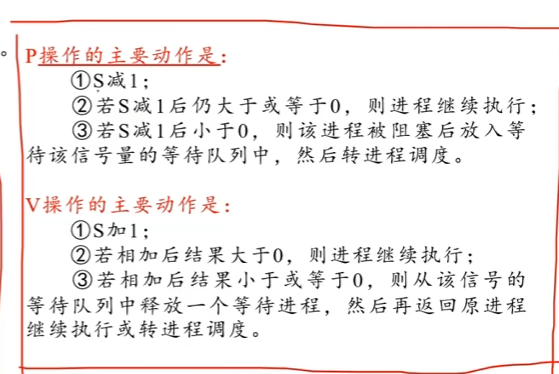 P操作的主要动作是：
①S减1；
②若S减1后仍大于或等于0，则进程继续执行；
③若S减1后小于0，则该进程被阻塞后放入等
待该信号量的等待队列中，然后转进程调度。
V操作的主要动作是：
①S加1；
②若相加后结果大于0，则进程继续执行；
③若相加后结果小于或等于0，则从该信号的
等待队列中释放一个等待进程，然后再返回原进程
继续执行或转进程调度。